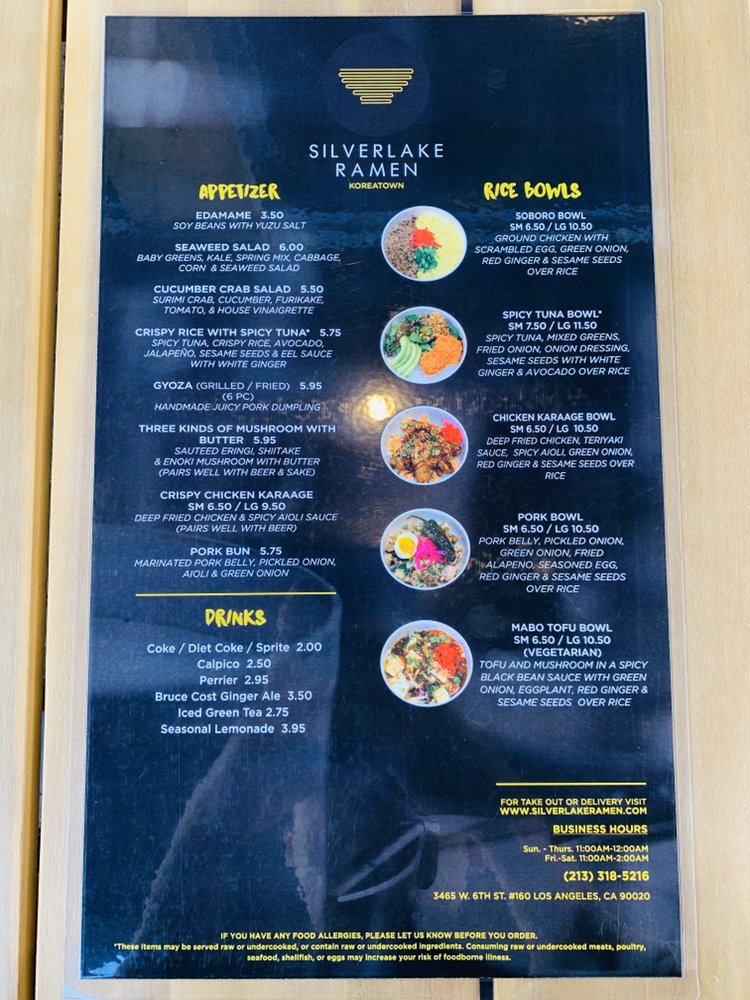 SILVERLAKE
RAMEN
KOREATOWN
APPETIZER
EDAMAME 3.50
SOY BEANS WITH YUZU SALT
SEAWEED SALAD 6.00
BABY GREENS, KALE, SPRING MIX, CABBAGE,
CORN & SEAWEED SALAD
CUCUMBER CRAB SALAD 5.50
SURIMI CRAB, CUCUMBER, FURIKAKE,
TOMATO, & HOUSE VINAIGRETTE
CRISPY RICE WITH SPICY TUNA* 5.75
SPICY TUNA, CRISPY RICE, AVOCADO,
JALAPEÑO, SESAME SEEDS & EEL SAUCE
WITH WHITE GINGER
GYOZA (GRILLED / FRIED) 5.95
(6 PC)
HANDMADE JUICY PORK DUMPLING
THREE KINDS OF MUSHROOM WITH
BUTTER 5.95
SAUTEED ERINGI, SHIITAKE
& ENOKI MUSHROOM WITH BUTTER
(PAIRS WELL WITH BEER & SAKE)
CRISPY CHICKEN KARAAGE
SM 6.50 / LG 9.50
DEEP FRIED CHICKEN & SPICY AIOLI SAUCE
(PAIRS WELL WITH BEER)
PORK BUN 5.75
MARINATED PORK BELLY, PICKLED ONION,
AIOLI & GREEN ONION
DRINKS
Coke / Diet Coke / Sprite 2.00
Calpico 2.50
Perrier 2.95
Bruce Cost Ginger Ale 3.50
Iced Green Tea 2.75
Seasonal Lemonade 3.95
RICE BOWLS
SOBORO BOWL
SM 6.50 / LG 10.50
GROUND CHICKEN WITH
SCRAMBLED EGG, GREEN ONION,
RED GINGER & SESAME SEEDS
OVER RICE
SPICY TUNA BOWL*
SM 7.50 / LG 11.50
SPICY TUNA, MIXED GREENS,
FRIED ONION, ONION DRESSING,
SESAME SEEDS WITH WHITE
GINGER & AVOCADO OVER RICE
CHICKEN KARAAGE BOWL
SM 6.50 / LG 10.50
DEEP FRIED CHICKEN, TERIYAKI
SAUCE, SPICY AIOLI, GREEN ONION,
RED GINGER & SESAME SEEDS OVER
RICE
PORK BOWL
SM 6.50 / LG 10.50
PORK BELLY, PICKLED ONION,
GREEN ONION, FRIED
ALAPENO, SEASONED EGG,
RED GINGER & SESAME SEEDS
OVER RICE
MABO TOFU BOWL
SM 6.50 / LG 10.50
(VEGETARIAN)
TOFU AND MUSHROOM IN A SPICY
BLACK BEAN SAUCE WITH GREEN
ONION, EGGPLANT, RED GINGER &
SESAME SEEDS OVER RICE
FOR TAKE OUT OR DELIVERY VISIT
WWW.SILVERLAKERAMEN.COM
BUSINESS HOURS
Sun. - Thurs. 11:00AM-12:00AM
Fri.-Sat. 11:00AM-2:00AM
(213) 318-5216
3465 W. 6TH ST. #160 LOS ANGELES, CA 90020
IF YOU HAVE ANY FOOD ALLERGIES, PLEASE LET US KNOW BEFORE YOU ORDER.
*These items may be served raw or undercooked, or contain raw or undercooked ingredients. Consuming raw or undercooked meats, poultry,
seafood, shellfish, or eggs may increase your risk of foodborne illness.